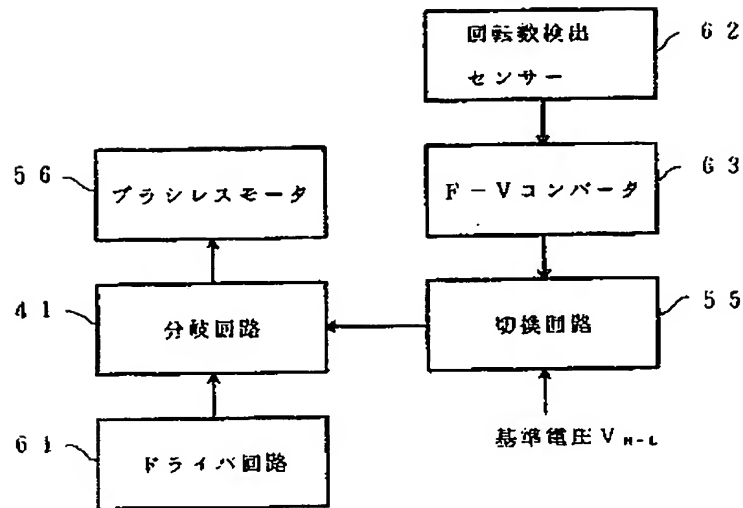 回転数検出
センサー
62
56
ブラシレスモータ
F-Vコンバータ
63
41
分岐回路
切換回路
55
61
ドライバ回路
基準電圧VH-L